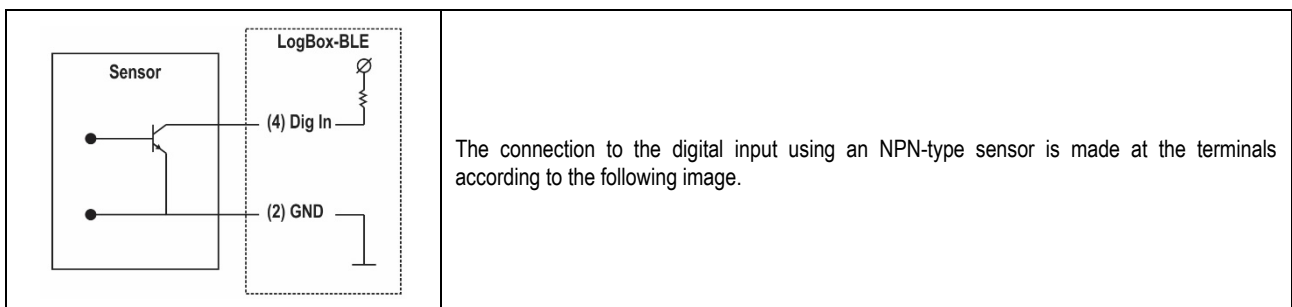 LogBox-BLE
Sensor
(4) Dig In
(2) GND
The connection to the digital input using an NPN-type sensor is made at the terminals
according to the following image.